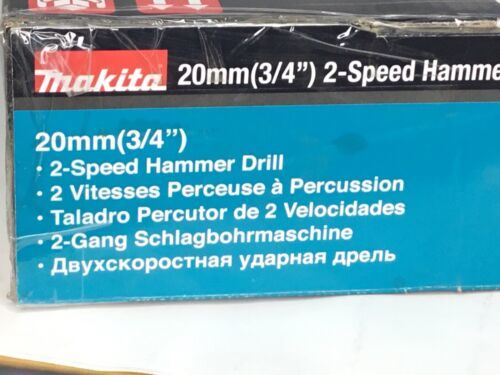 makita 20mm(3/4") 2-Speed Hamme
20mm(3/4")
• 2-Speed Hammer Drill
• 2 Vitesses Perceuse à Percussion
• Taladro Percutor de 2 Velocidades
• 2-Gang Schlagbohrmaschine
• Двухскоростная ударная дрель